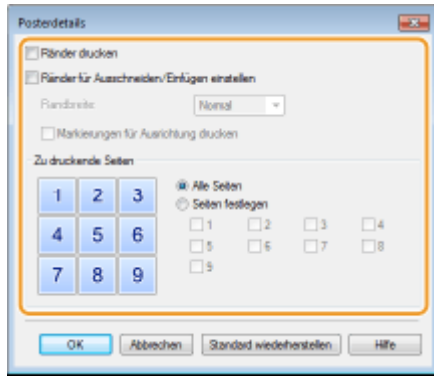 Posterdetails
Ränder drucken
Ränder für Ausschneiden/Einfügen einstellen
Randbreite Normal
Markierungen für Ausrichtung drucken
Zu druckende Seiten
1 2 3
4 5 6
7 8 9
Alle Seiten
Seiten festlegen
1 2 3 4
5 6 7 8
9
OK Abbrechen Standard wiederherstellen Hilfe